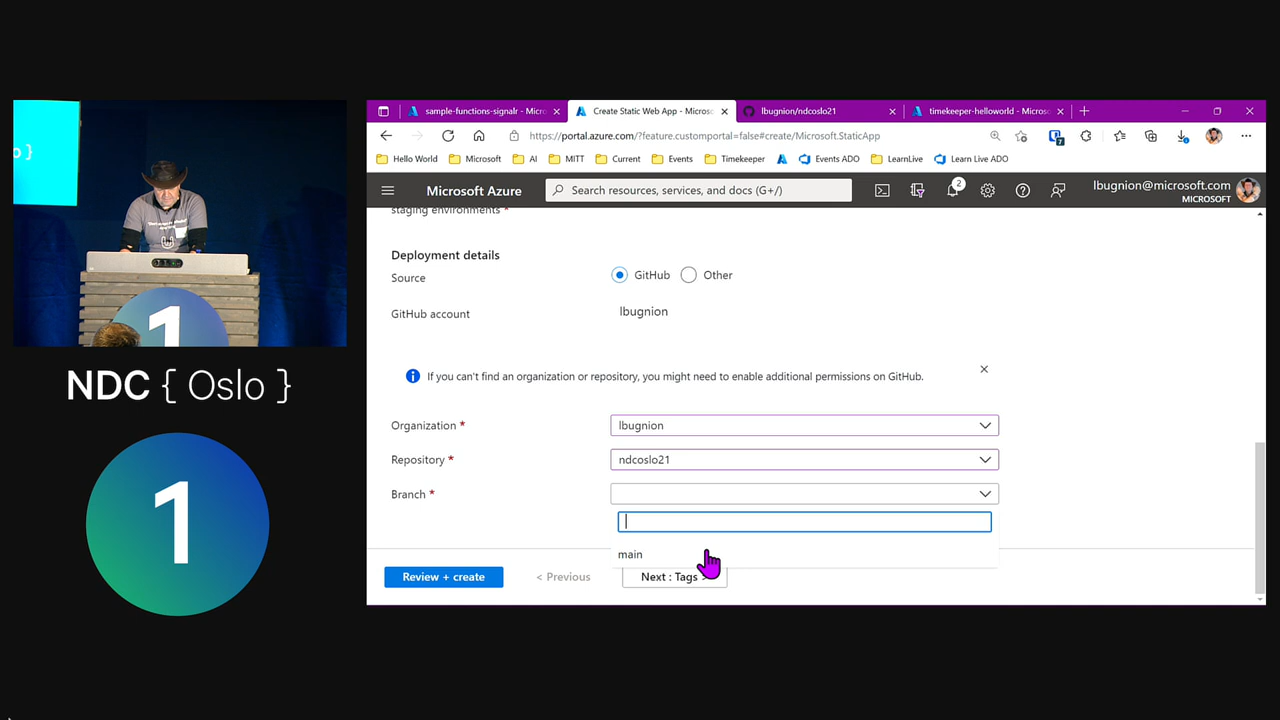 o }
1
NDC { Oslo }
1
sample-functions-signalr - Micr
Create Static Web App - Micros
lbugnion/ndcoslo21
timekeeper-helloworld - Micros
https://portal.azure.com/?feature.customportal=false#create/Microsoft.StaticApp
Hello World
Microsoft
AI
MITT
Current
Events
Timekeeper
Events ADO
LearnLive
Learn Live ADO
Microsoft Azure
Search resources, services, and docs (G+/)
2
lbugnion@microsoft.com
MICROSOFT
staging environments *
Deployment details
Source
GitHub
Other
GitHub account
lbugnion
If you can't find an organization or repository, you might need to enable additional permissions on GitHub.
Organization *
lbugnion
Repository *
ndcoslo21
Branch *
main
Review + create
< Previous
Next : Tags >